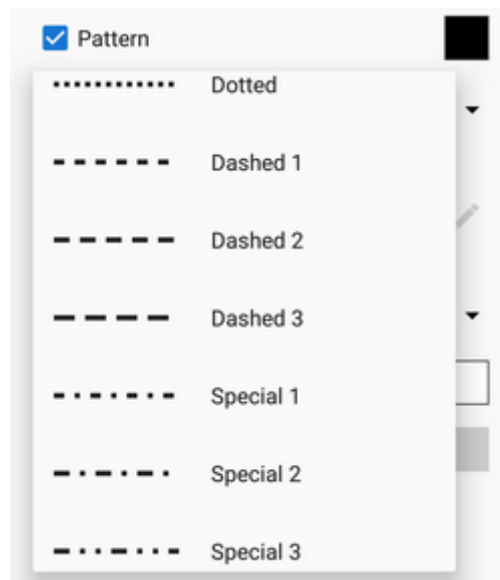 Pattern
Dotted
Dashed 1
Dashed 2
Dashed 3
Special 1
Special 2
Special 3